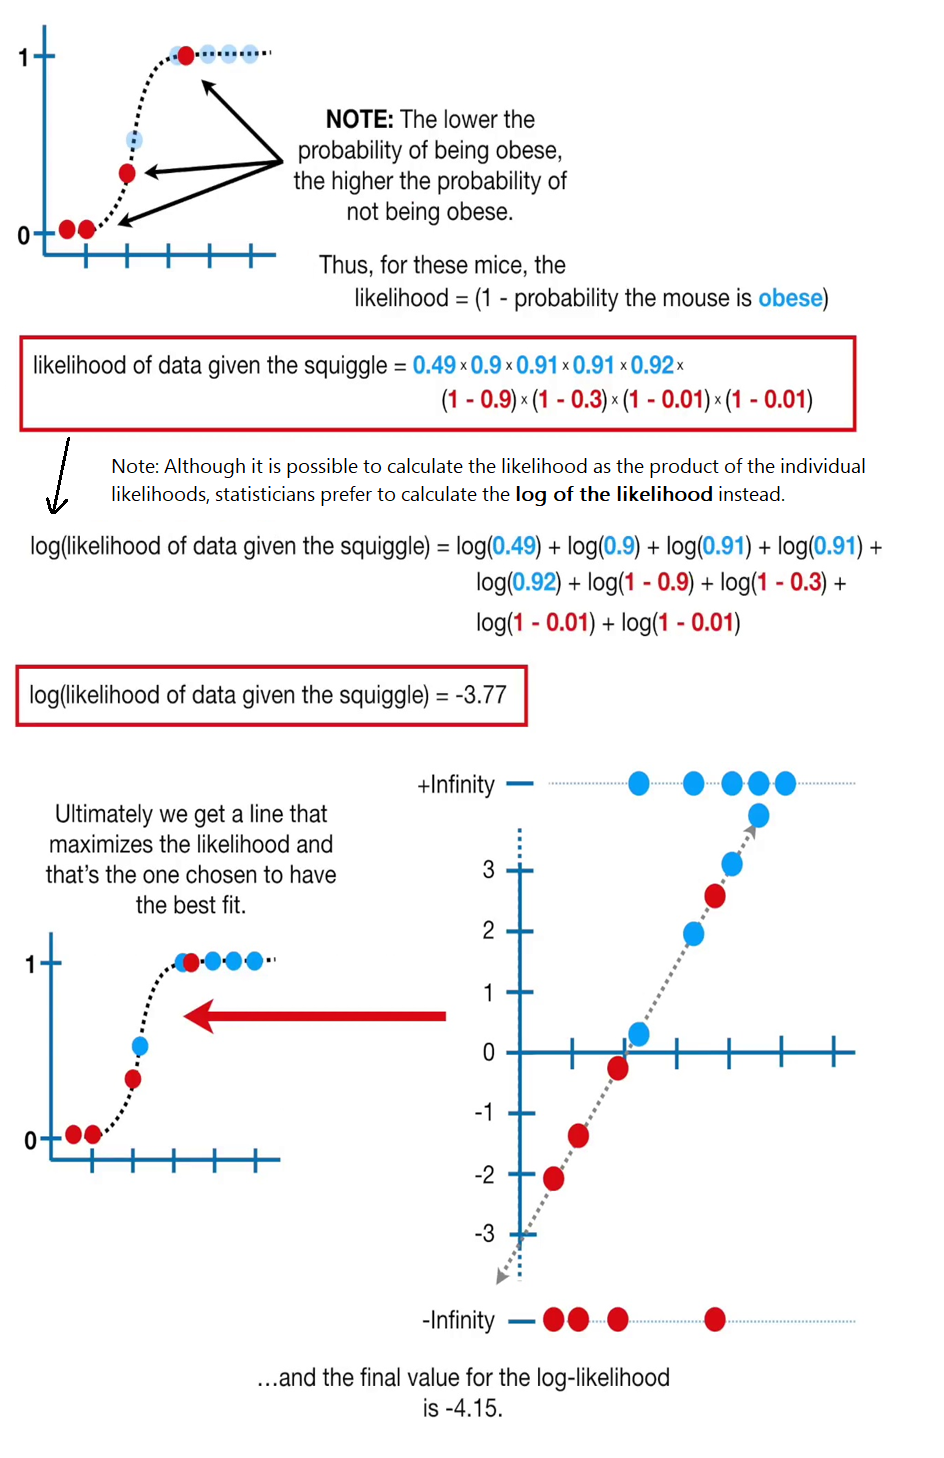 1
0
NOTE: The lower the
probability of being obese,
the higher the probability of
not being obese.
Thus, for these mice, the
likelihood = (1 - probability the mouse is obese)
likelihood of data given the squiggle = 0.49 × 0.9 × 0.91 × 0.91 × 0.92 ×
(1 - 0.9) × (1 - 0.3) × (1 - 0.01) × (1 - 0.01)
Note: Although it is possible to calculate the likelihood as the product of the individual
likelihoods, statisticians prefer to calculate the log of the likelihood instead.
log(likelihood of data given the squiggle) = log(0.49) + log(0.9) + log(0.91) + log(0.91) +
log(0.92) + log(1 - 0.9) + log(1 - 0.3) +
log(1 - 0.01) + log(1 - 0.01)
log(likelihood of data given the squiggle) = -3.77
Ultimately we get a line that
maximizes the likelihood and
that's the one chosen to have
the best fit.
1
0
+Infinity
3
2
1
0
-1
-2
-3
-Infinity
...and the final value for the log-likelihood
is -4.15.